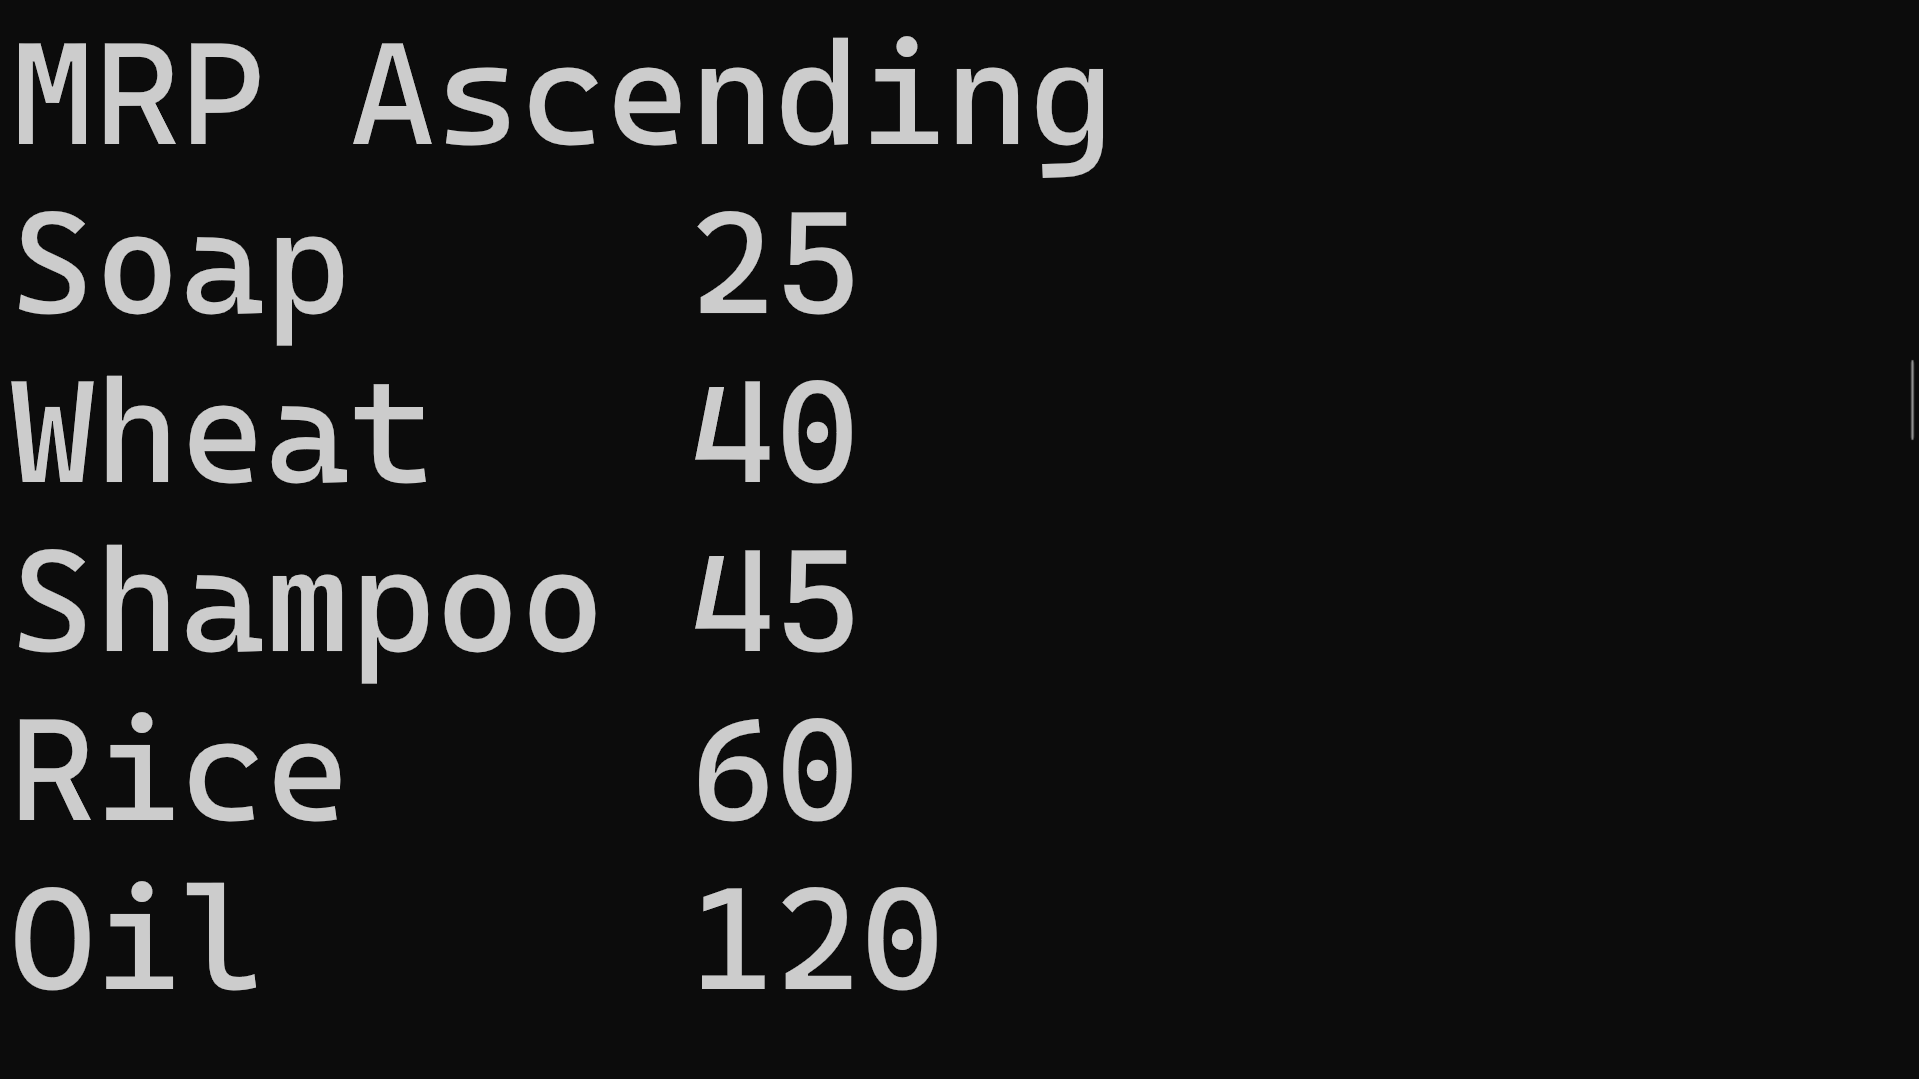 MRP Ascending
Soap    25
Wheat   40
Shampoo 45
Rice    60
Oil     120